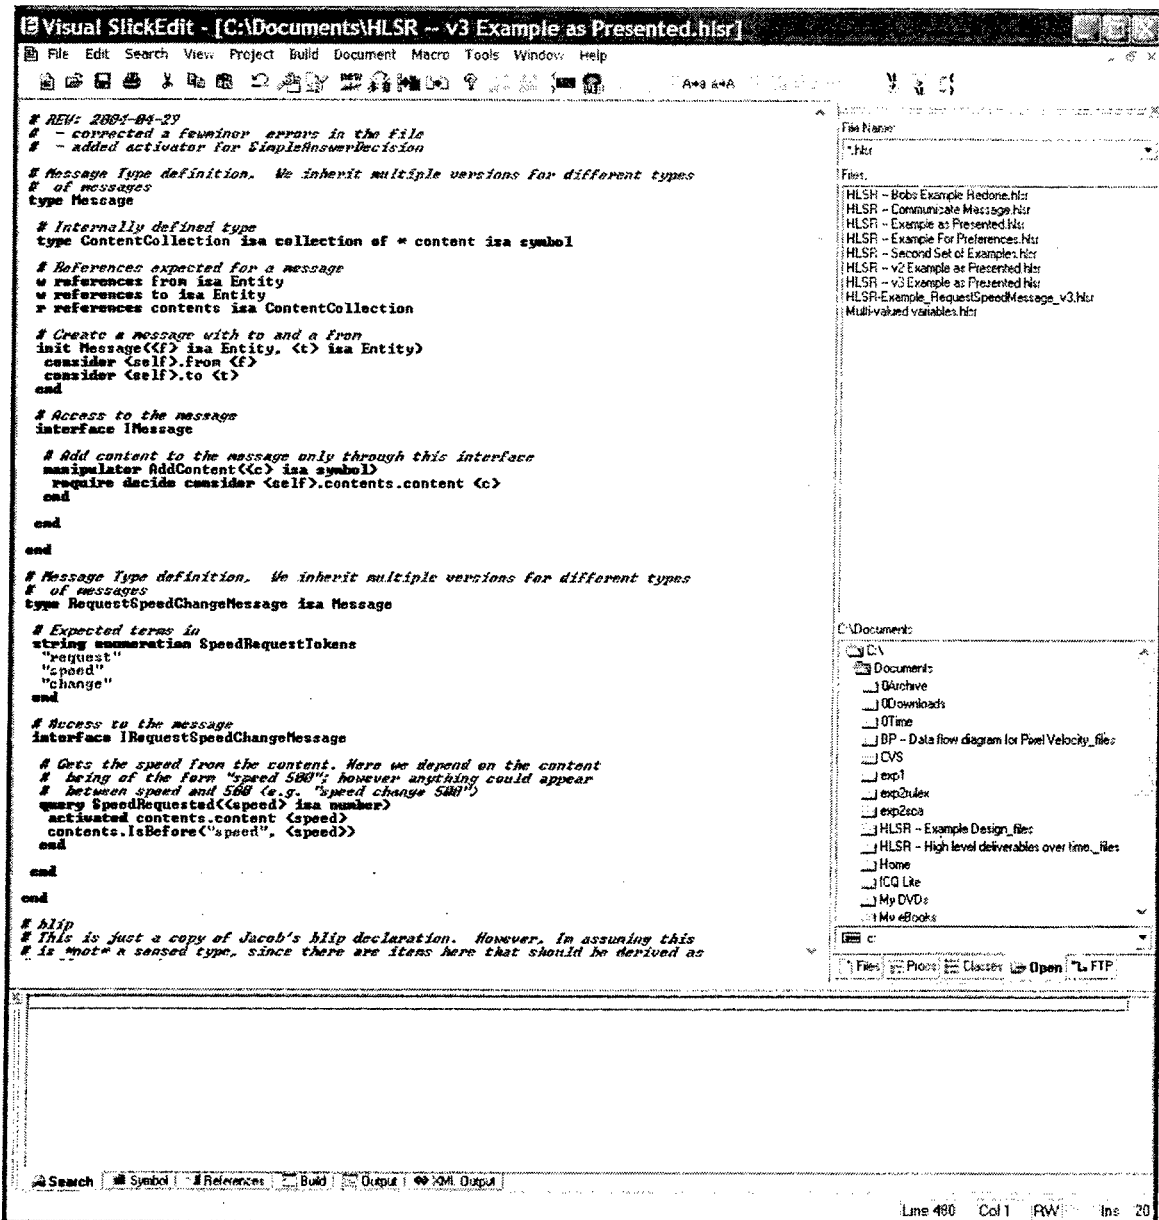 Visual SlickEdit - [C:\Documents\HLSR -- v3 Example as Presented.hlsr]
File Edit Search View Project Build Document Macro Tools Window Help
# REV: 2004-04-29
# - corrected a fewminor errors in the file
# - added activator for SimpleAnswerDecision
# Message Type definition. We inherit multiple versions for different types
# of messages
type Message
# Internally defined type
type ContentCollection isa collection of * content isa symbol
# References expected for a message
w references from isa Entity
w references to isa Entity
r references contents isa ContentCollection
# Create a message with to and a from
init Message(<f> isa Entity, <t> isa Entity)
consider <self>.from <f>
consider <self>.to <t>
end
# Access to the message
interface IMessage
# Add content to the message only through this interface
manipulator AddContent(<c> isa symbol)
require decide consider <self>.contents.content <c>
end
end
end
# Message Type definition. We inherit multiple versions for different types
# of messages
type RequestSpeedChangeMessage isa Message
# Expected terms in
string enumeration SpeedRequestTokens
"request"
"speed"
"change"
end
# Access to the message
interface IRequestSpeedChangeMessage
# Gets the speed from the content. Here we depend on the content
# being of the form "speed 500"; however anything could appear
# between speed and 500 (e.g. "speed change 500")
query SpeedRequested(<speed> isa number)
activated contents.content <speed>
contents.IsBefore("speed", <speed>)
end
end
end
# blip
# This is just a copy of Jacob's blip declaration. However, Im assuming this
# is *not* a sensed type, since there are items here that should be derived as
File Name:
*.hlsr
Files:
HLSR -- Bobs Example Redone.hlsr
HLSR -- Communicate Message.hlsr
HLSR -- Example as Presented.hlsr
HLSR -- Example For Preferences.hlsr
HLSR -- Second Set of Examples.hlsr
HLSR -- v2 Example as Presented.hlsr
HLSR -- v3 Example as Presented.hlsr
HLSR-Example_RequestSpeedMessage_v3.hlsr
Multi-valued variables.hlsr
C:\Documents
C:\
Documents
0Archive
0Downloads
0Time
BP -- Data flow diagram for Pixel Velocity_files
CVS
exp1
exp2rulex
exp2sca
HLSR -- Example Design_files
HLSR -- High level deliverables over time._files
Home
ICQ Lite
My DVDs
My eBooks
c:
Files Procs Classes Open FTP
Search Symbol References Build Output XML Output
Line 480 Col 1 RW Ins 20